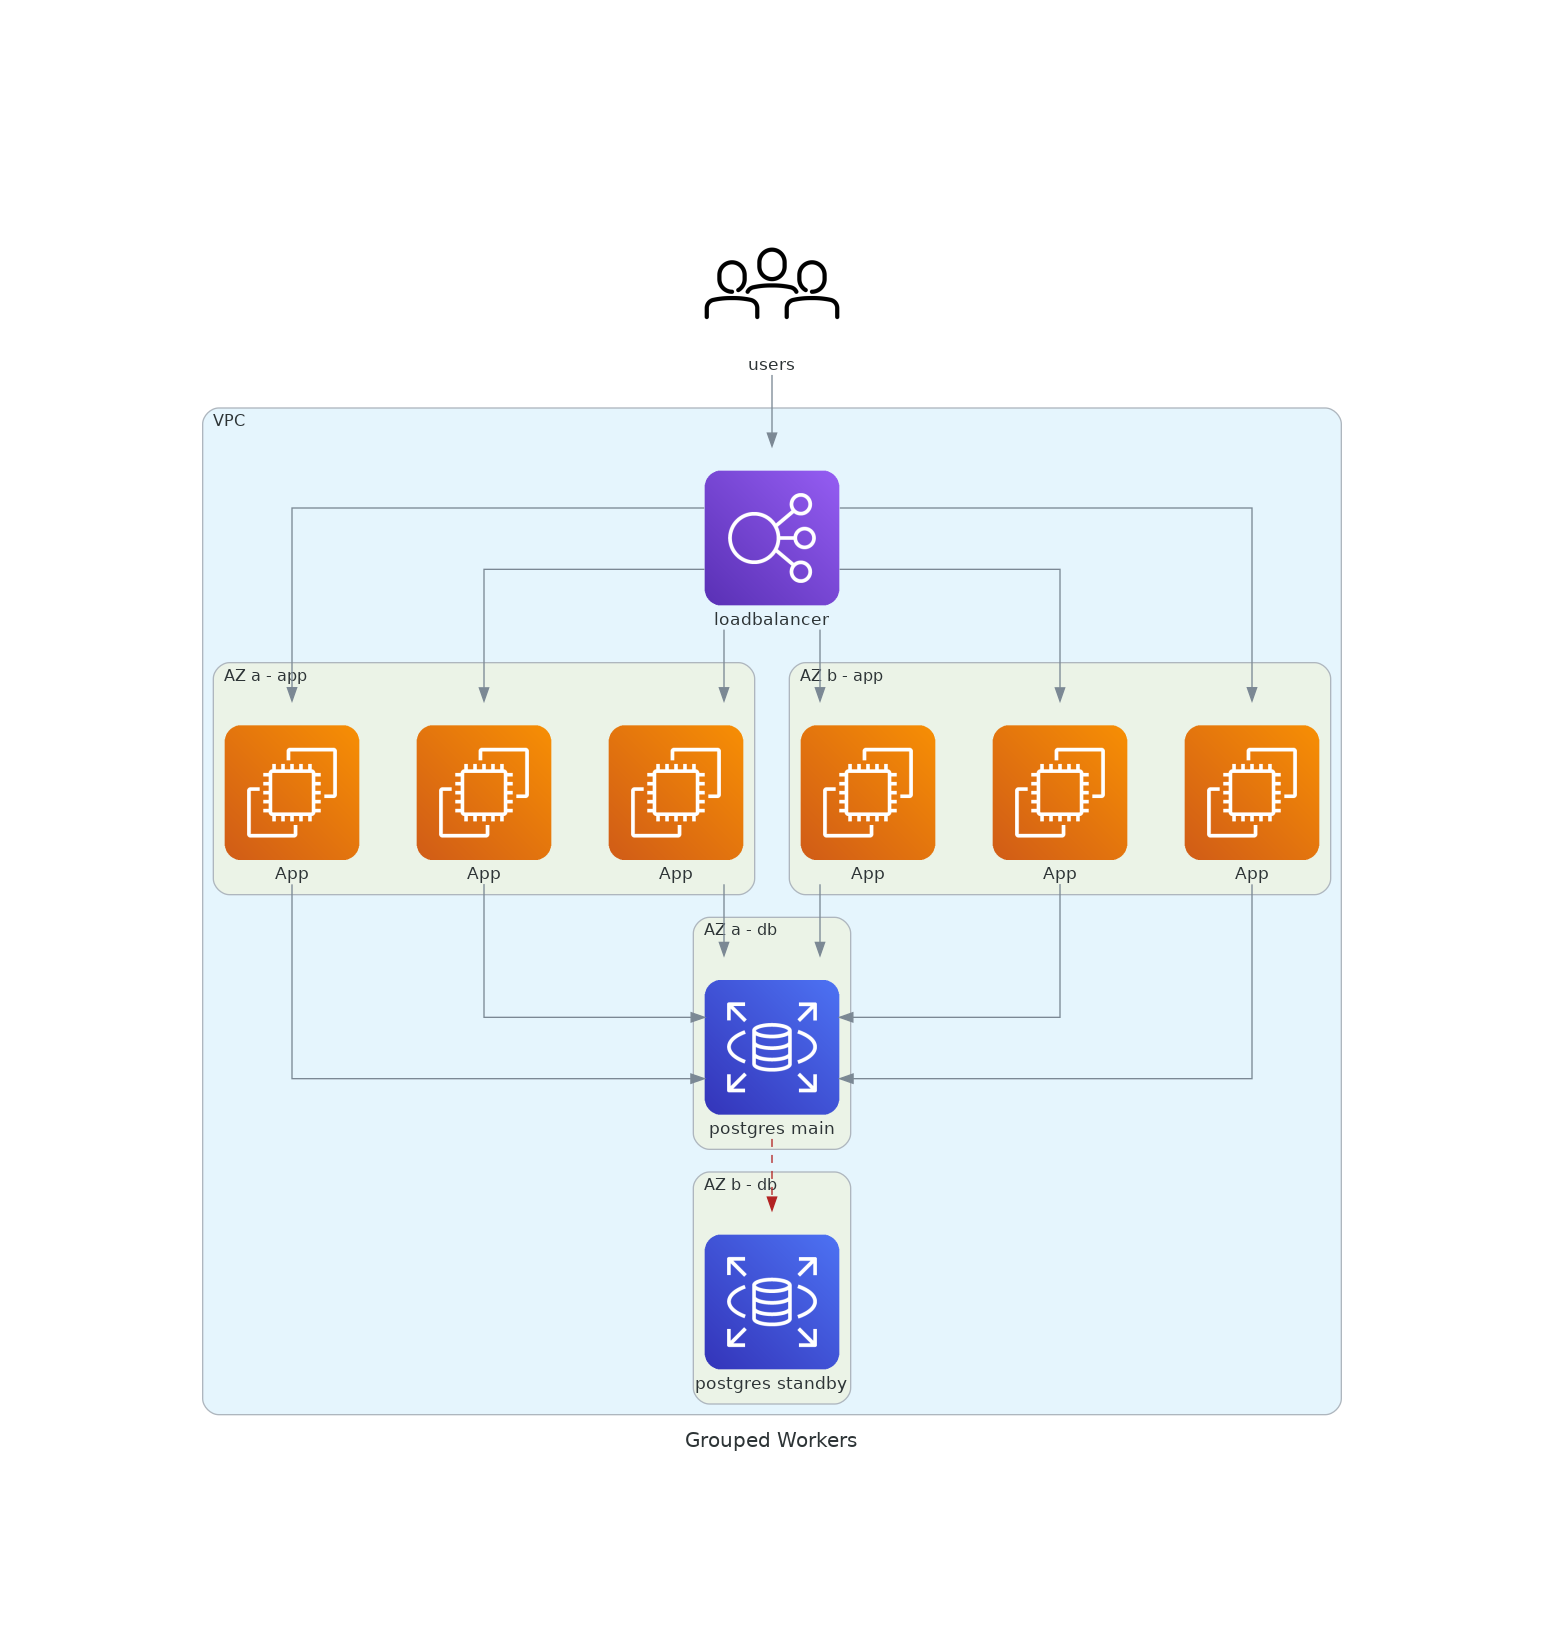 users
VPC
loadbalancer
AZ a - app
AZ b - app
App
App
App
App
App
App
AZ a - db
postgres main
AZ b - db
postgres standby
Grouped Workers